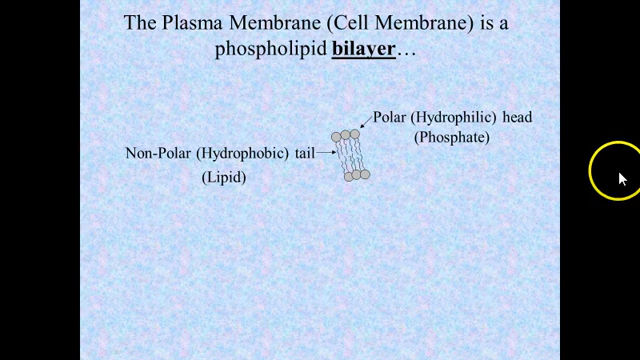 The Plasma Membrane (Cell Membrane) is a
phospholipid bilayer…
Polar (Hydrophilic) head
(Phosphate)
Non-Polar (Hydrophobic) tail
(Lipid)